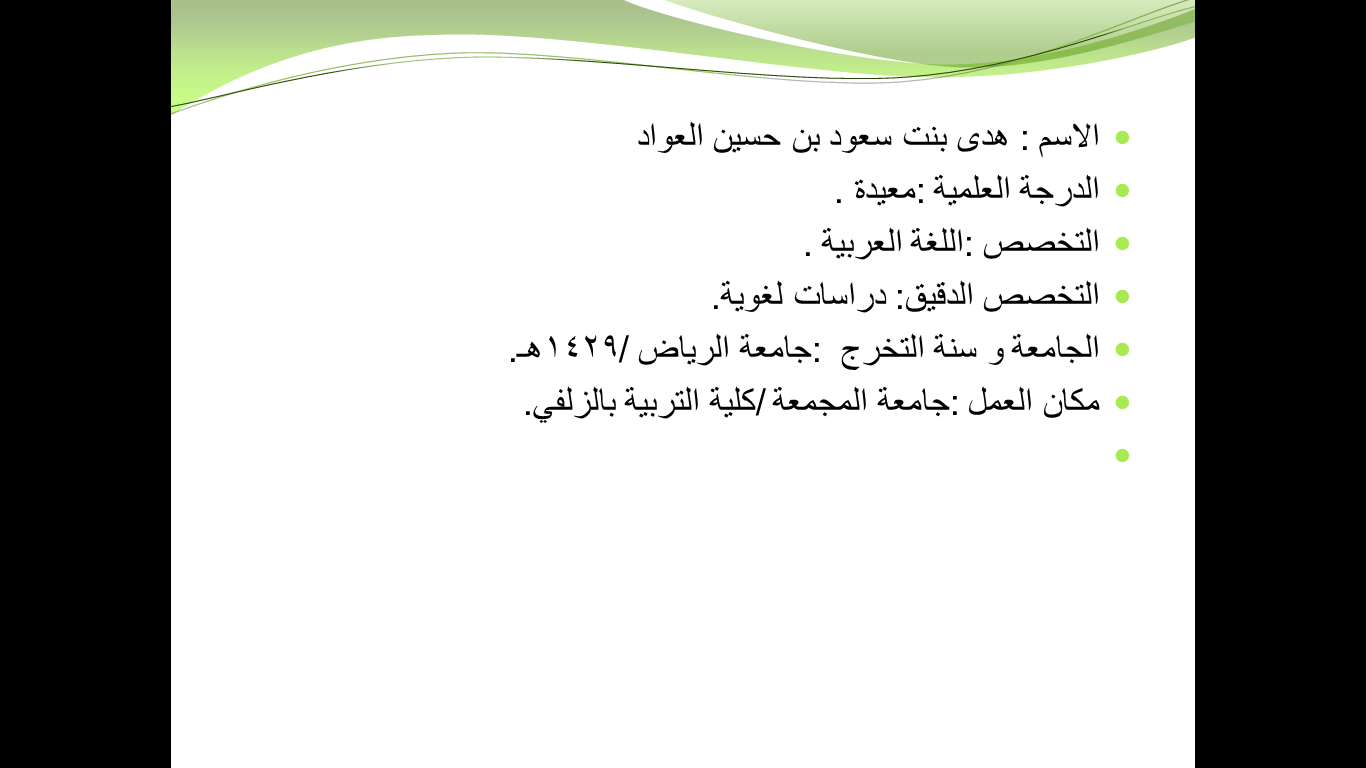 الاسم : هدى بنت سعود بن حسين العواد
الدرجة العلمية :معيدة .
التخصص :اللغة العربية .
التخصص الدقيق: دراسات لغوية.
الجامعة و سنة التخرج :جامعة الرياض /١٤٢٩هـ.
مكان العمل :جامعة المجمعة /كلية التربية بالزلفي.